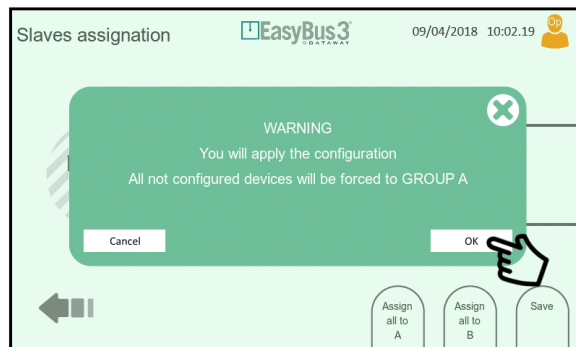 Slaves assignation
EasyBus3
DATAWAY
09/04/2018 10:02.19
Op
WARNING
You will apply the configuration
All not configured devices will be forced to GROUP A
Cancel
OK
Assign
all to
A
Assign
all to
B
Save